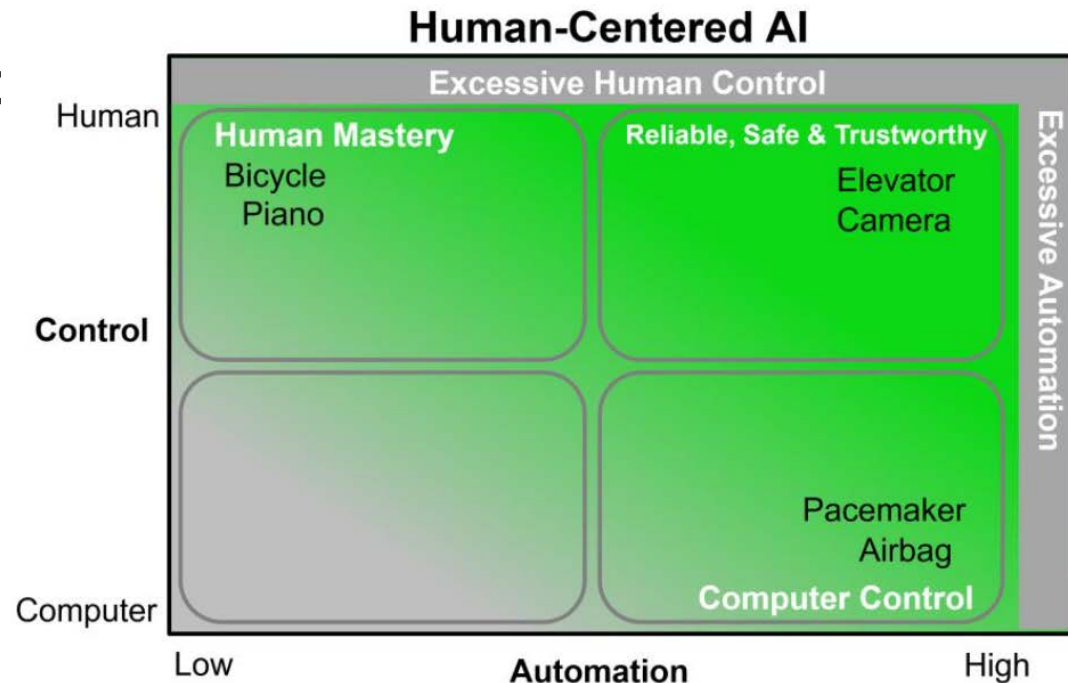 Human-Centered AI
Excessive Human Control
Human
Human Mastery
Reliable, Safe & Trustworthy
Bicycle
Piano
Elevator
Camera
Excessive Automation
Control
Pacemaker
Airbag
Computer Control
Computer
Low
Automation
High